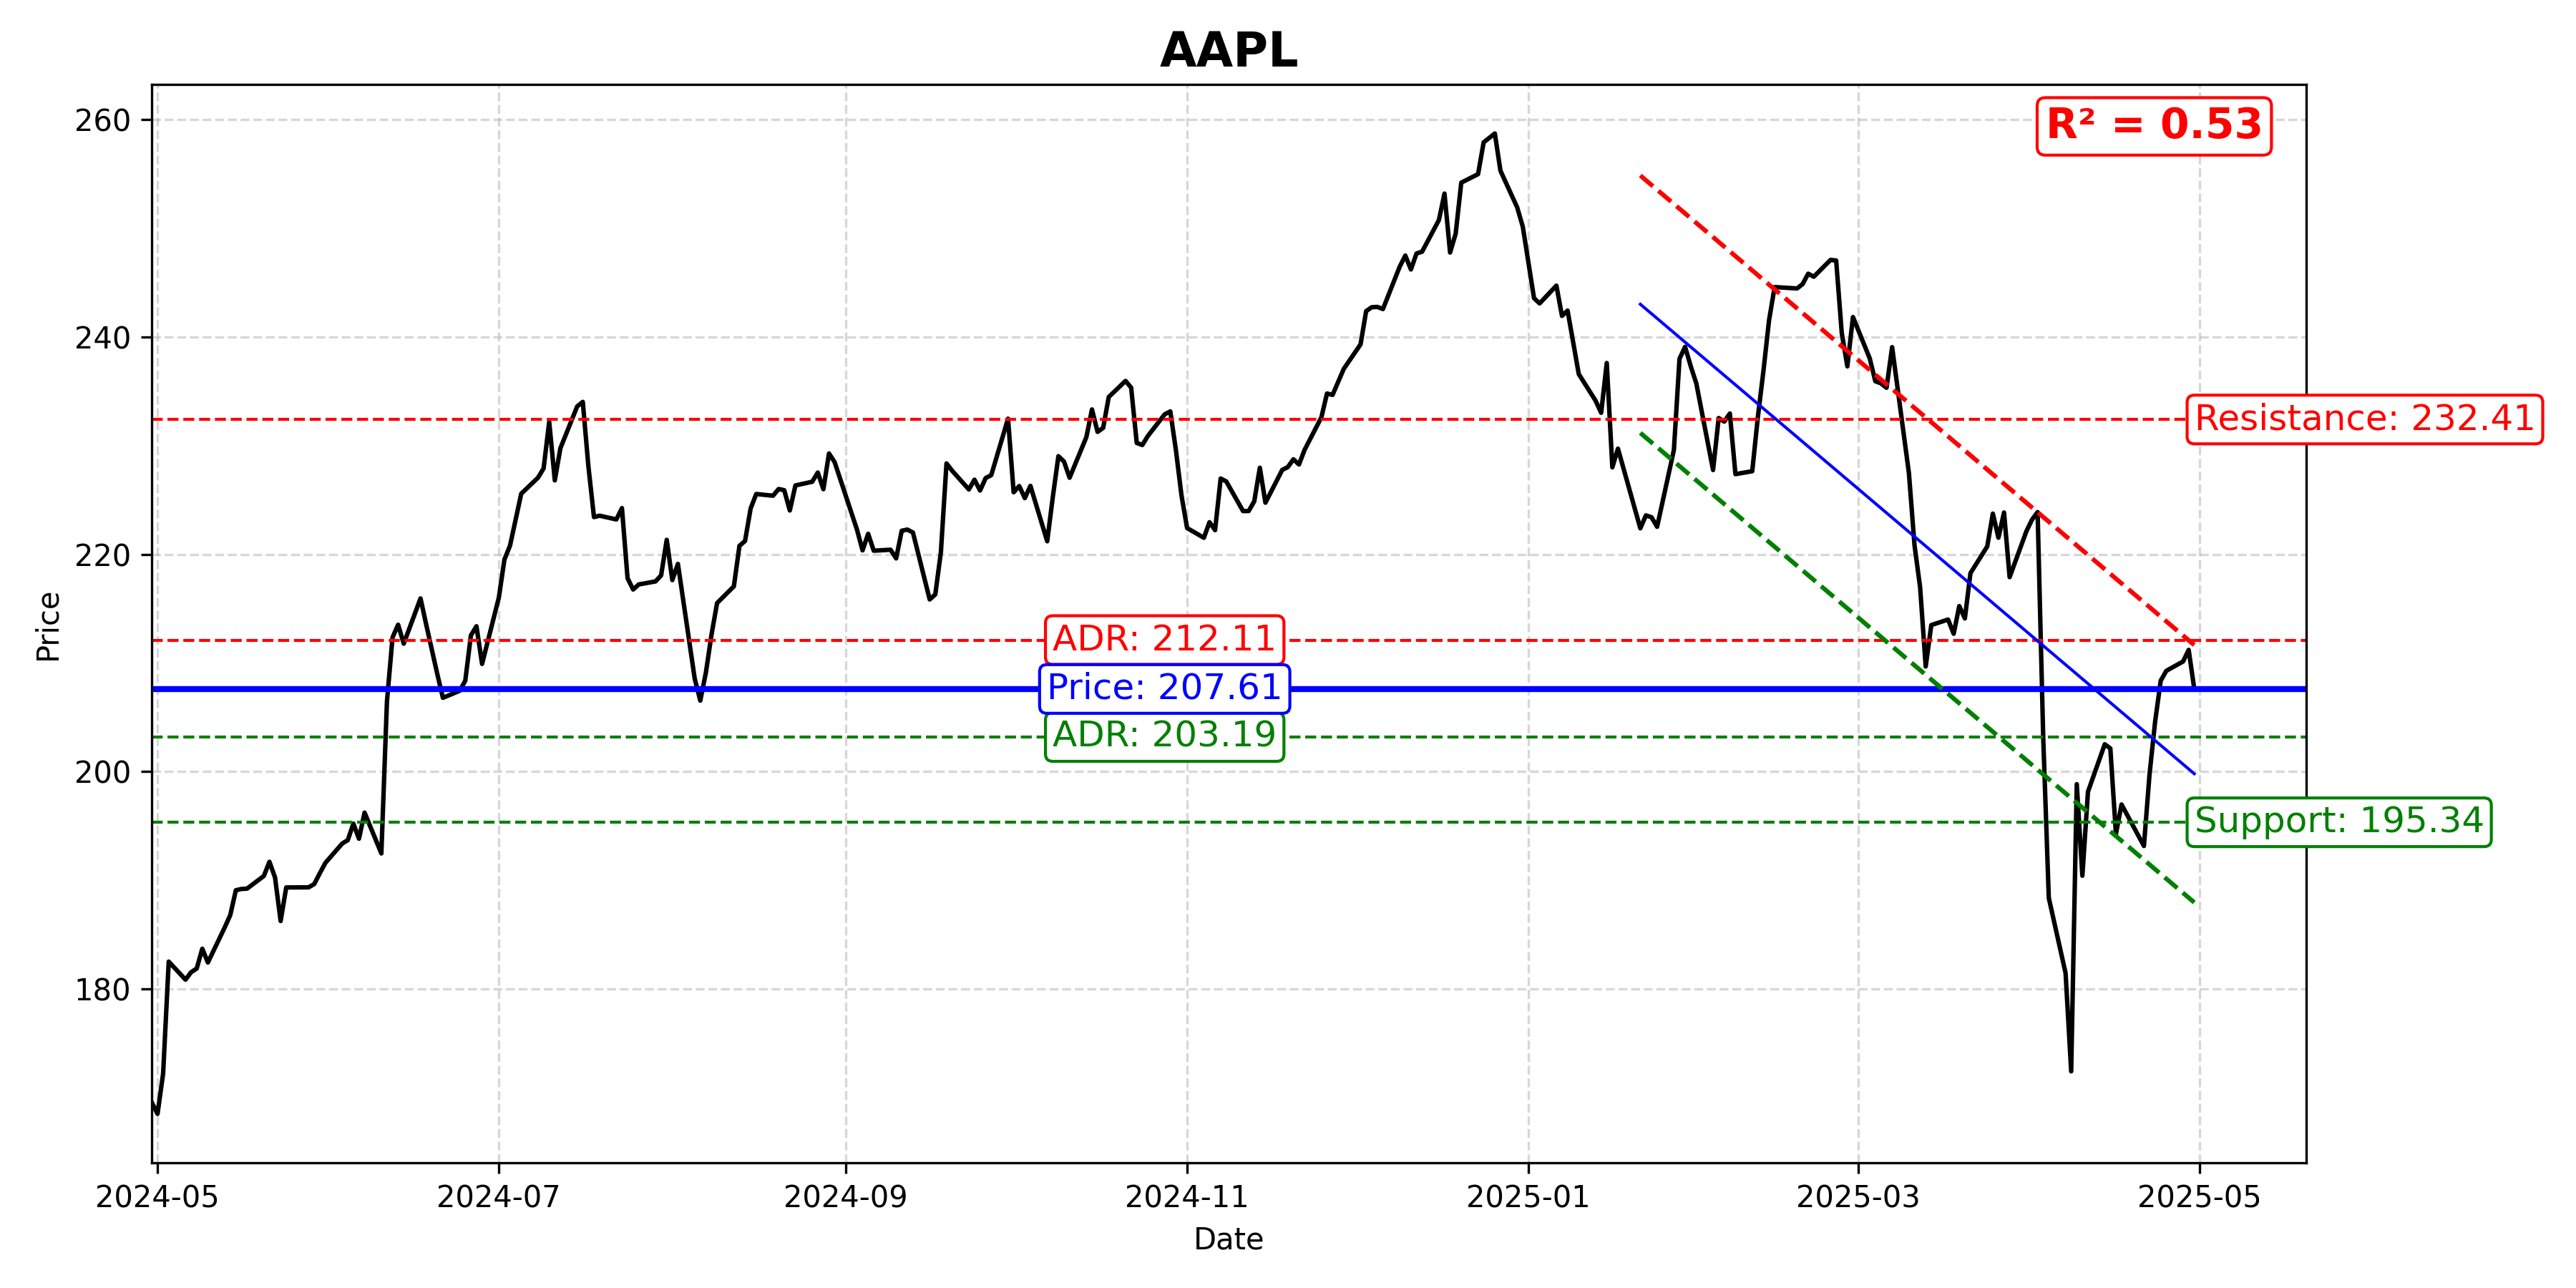 AAPL
260
R² = 0.53
240
Resistance: 232.41
220
Price
ADR: 212.11
Price: 207.61
ADR: 203.19
200
Support: 195.34
180
2024-05
2024-07
2024-09
2024-11
2025-01
2025-03
2025-05
Date